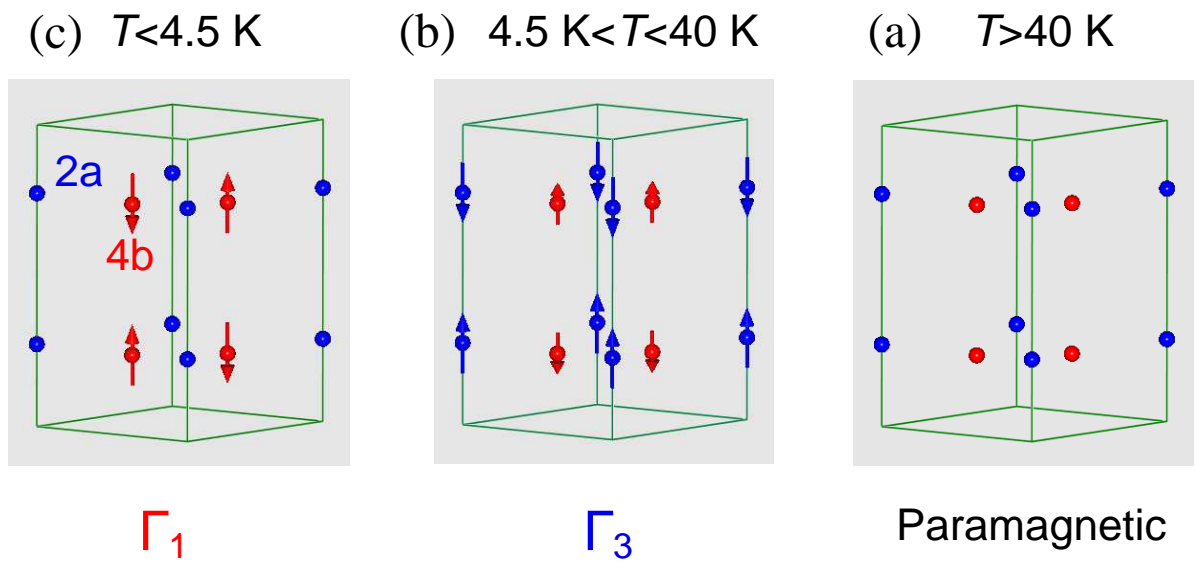 (c) T<4.5 K (b) 4.5 K<T<40 K (a) T>40 K
2a
4b
Γ₁ Γ₃ Paramagnetic